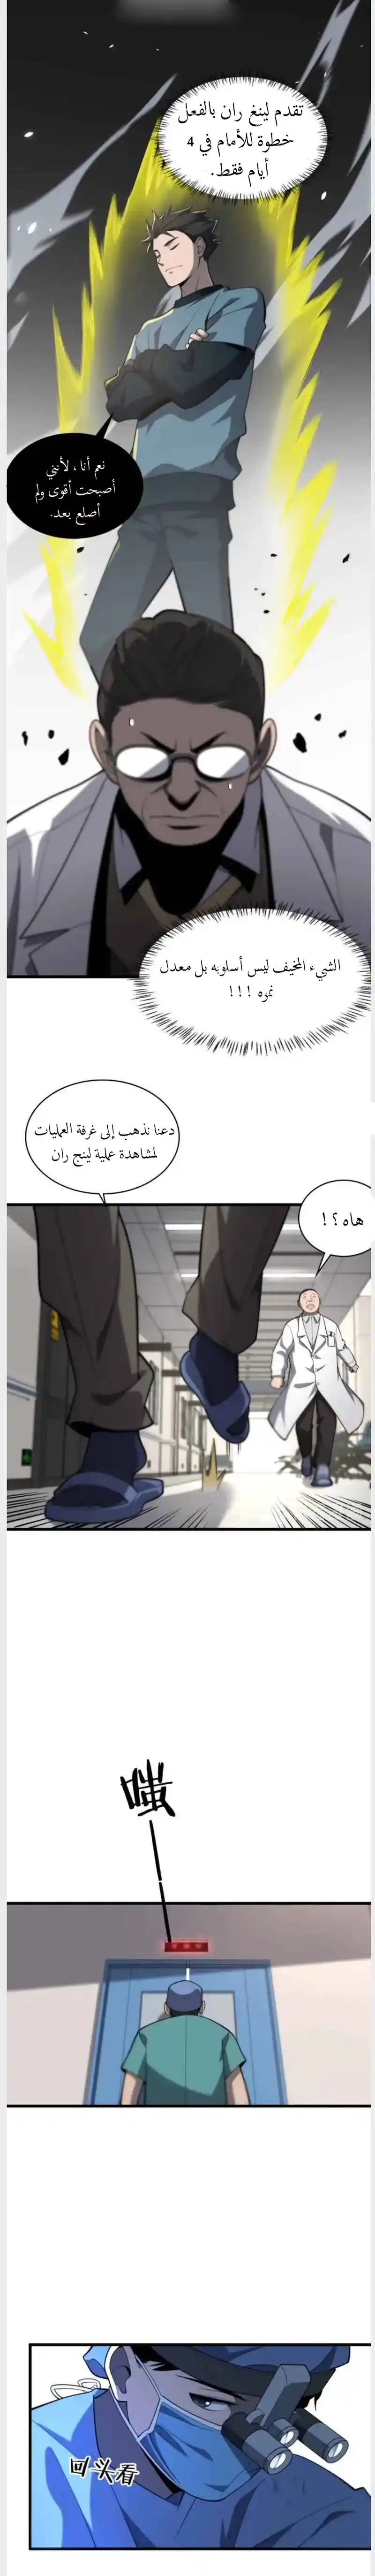 تقدم لينغ ران بالفعل
خطوة للأمام في 4
أيام فقط.
نعم أنا ، لأنني
أصبحت أقوى ولم
أصلع بعد.
الشيء المخيف ليس أسلوبه بل معدل
نموه ! ! !
دعنا نذهب إلى غرفة العمليات
لمشاهدة عملية لينج ران
هاه ؟ !
嗤
回头看